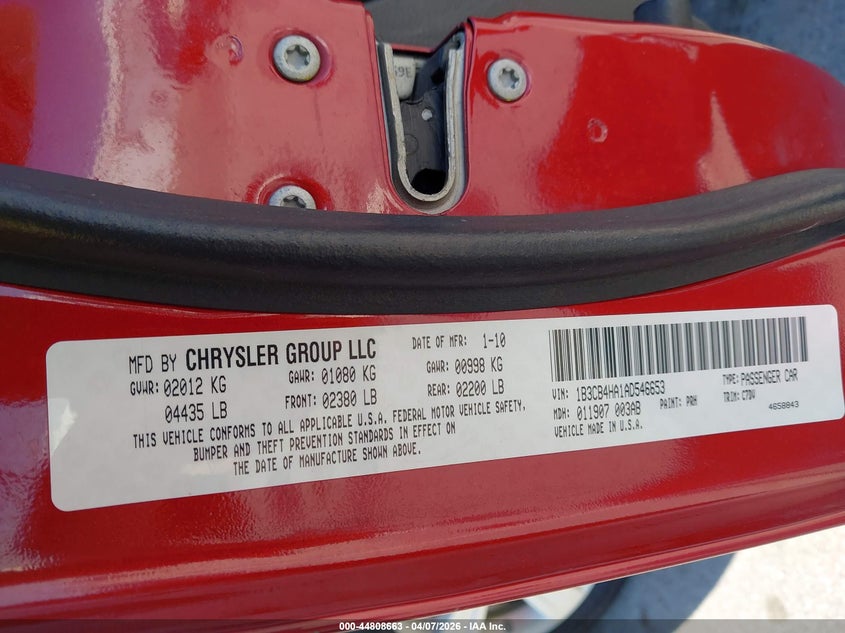 MFD BY CHRYSLER GROUP LLC
DATE OF MFR: 1-10
GVWR: 02012 KG
GAWR: 01080 KG
GAWR: 00998 KG
04435 LB
FRONT: 02380 LB
REAR: 02200 LB
THIS VEHICLE CONFORMS TO ALL APPLICABLE U.S.A. FEDERAL MOTOR VEHICLE SAFETY,
BUMPER AND THEFT PREVENTION STANDARDS IN EFFECT ON
THE DATE OF MANUFACTURE SHOWN ABOVE.
VIN: 1B3CB4HA1AD546653
TYPE: PASSENGER CAR
MDH: 011907 003AB
PAINT: PRH
TRIM: C7DV
VEHICLE MADE IN U.S.A.
4658843
000-44808663 - 04/07/2026 - IAA Inc.